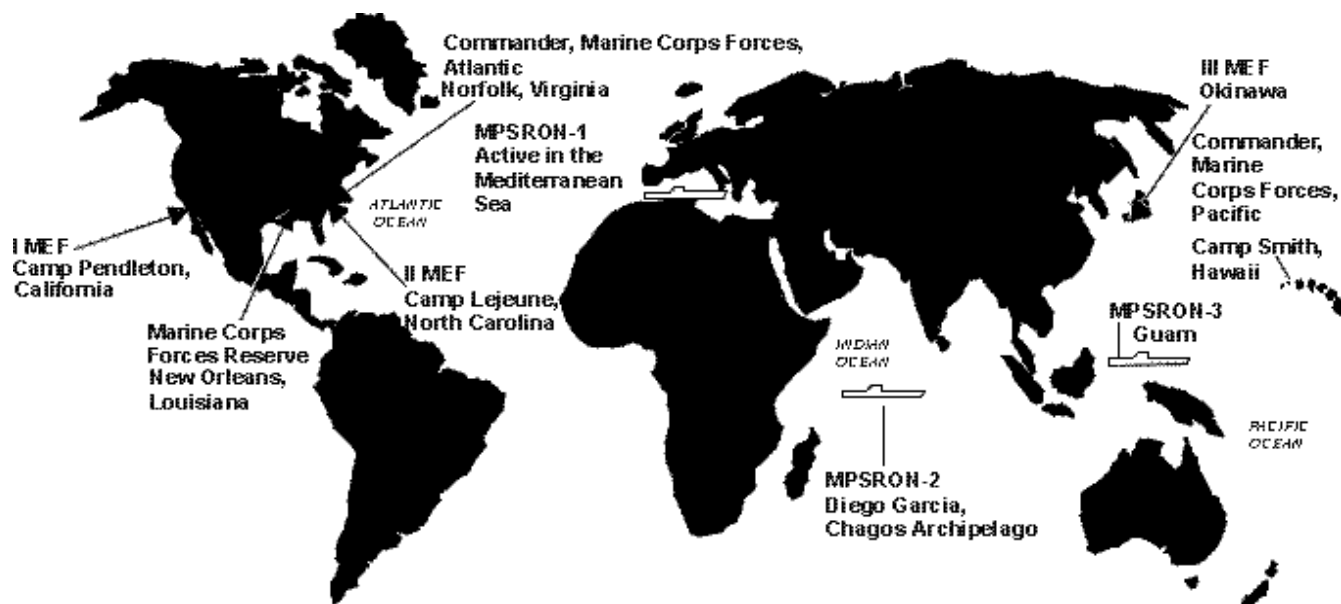 Commander, Marine Corps Forces,
Atlantic
Norfolk, Virginia
III MEF
Okinawa
MPSRON-1
Active in the
Mediterranean
Sea
Commander,
Marine
Corps Forces,
Pacific
ATLANTIC
OCEAN
I MEF
Camp Pendleton,
California
II MEF
Camp Lejeune,
North Carolina
Camp Smith,
Hawaii
Marine Corps
Forces Reserve
New Orleans,
Louisiana
MPSRON-3
Guam
INDIAN
OCEAN
PACIFIC
OCEAN
MPSRON-2
Diego Garcia,
Chagos Archipelago